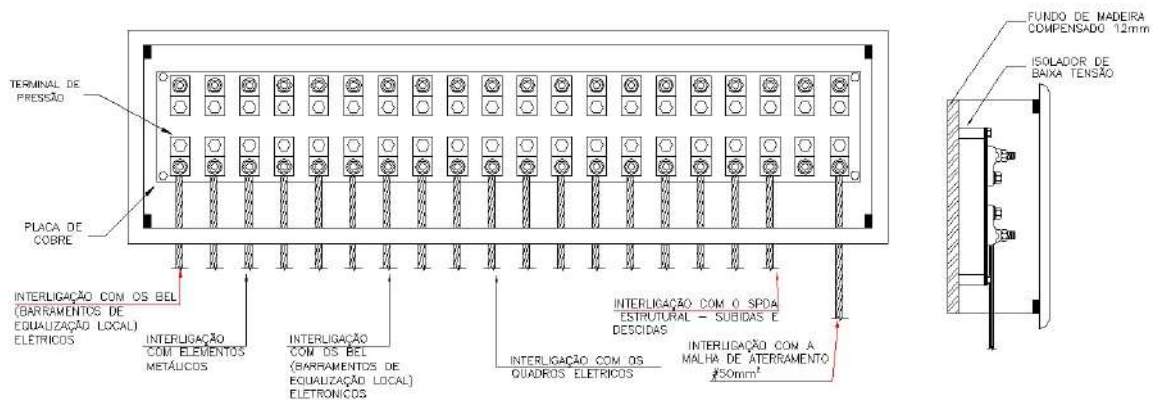 FUNDO DE MADEIRA
COMPENSADO 12mm
ISOLADOR DE
BAIXA TENSÃO
TERMINAL DE
PRESSÃO
PLACA DE
COBRE
INTERLIGAÇÃO COM OS BEL
(BARRAMENTOS DE
EQUALIZAÇÃO LOCAL)
ELÉTRICOS
INTERLIGAÇÃO
COM ELEMENTOS
METÁLICOS
INTERLIGAÇÃO
COM OS BEL
(BARRAMENTOS DE
EQUALIZAÇÃO LOCAL)
ELETRONICOS
INTERLIGAÇÃO COM OS
QUADROS ELETRICOS
INTERLIGAÇÃO COM O SPDA
ESTRUTURAL – SUBIDAS E
DESCIDAS
INTERLIGAÇÃO COM A
MALHA DE ATERRAMENTO
#50mm²